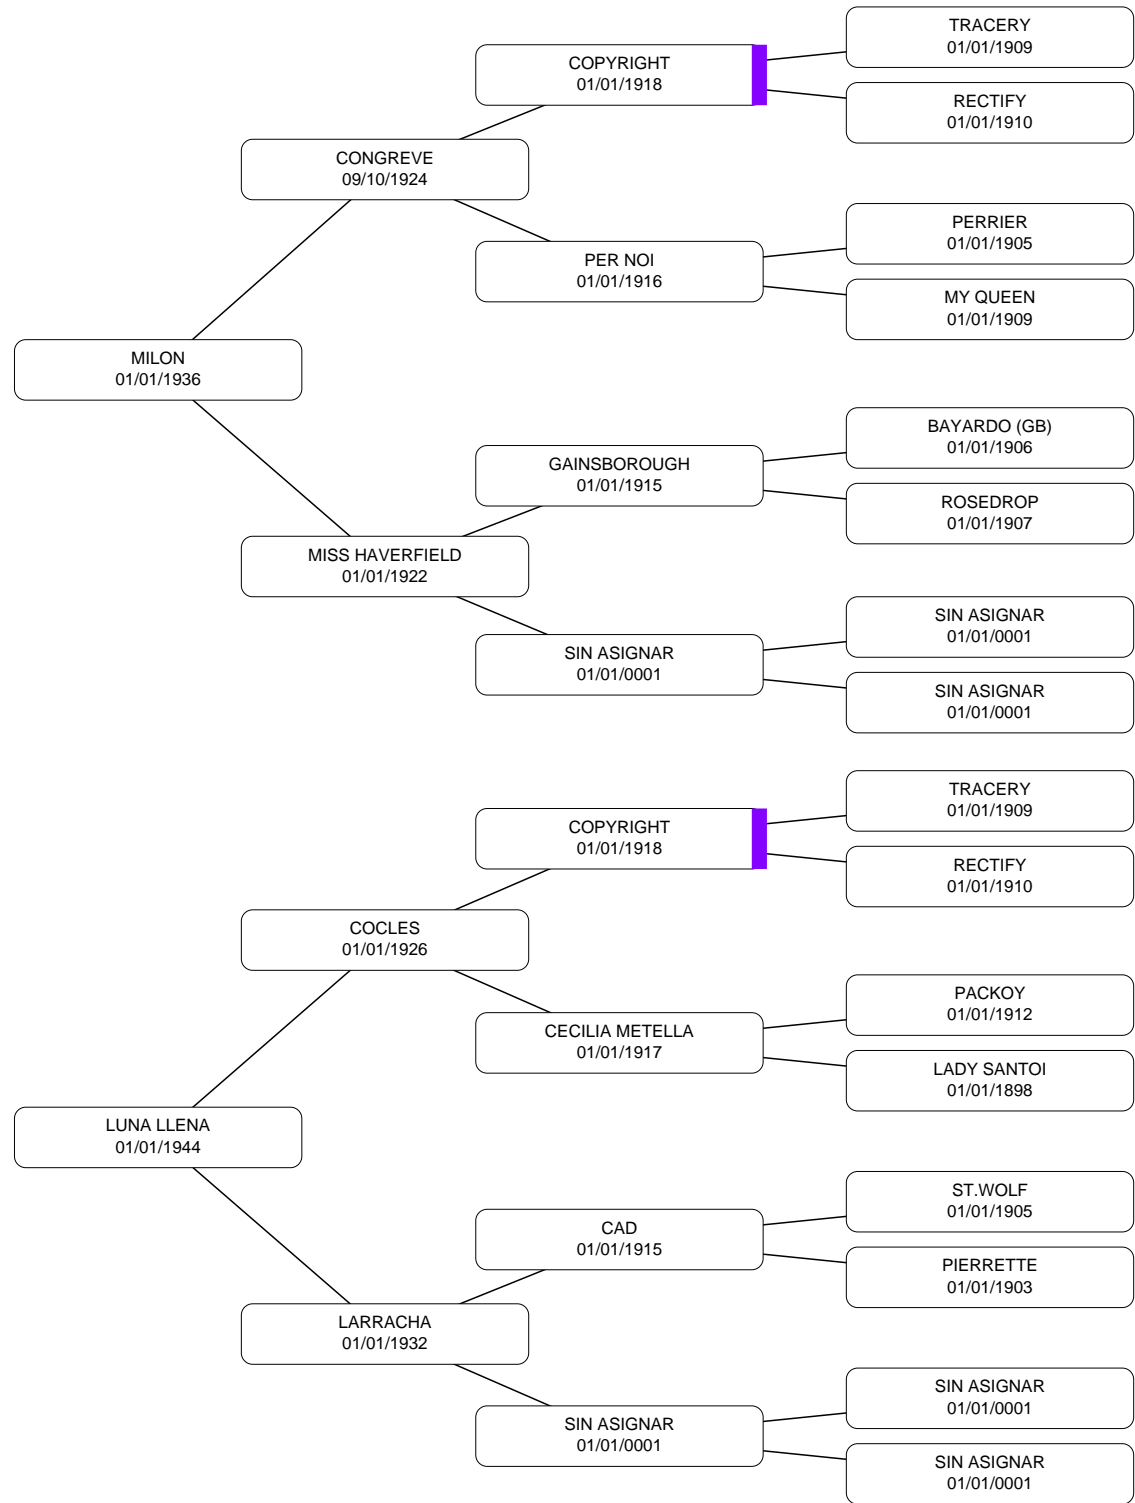 TRACERY
01/01/1909
COPYRIGHT
01/01/1918
RECTIFY
01/01/1910
CONGREVE
09/10/1924
PERRIER
01/01/1905
PER NOI
01/01/1916
MY QUEEN
01/01/1909
MILON
01/01/1936
BAYARDO (GB)
01/01/1906
GAINSBOROUGH
01/01/1915
ROSEDROP
01/01/1907
MISS HAVERFIELD
01/01/1922
SIN ASIGNAR
01/01/0001
SIN ASIGNAR
01/01/0001
SIN ASIGNAR
01/01/0001
TRACERY
01/01/1909
COPYRIGHT
01/01/1918
RECTIFY
01/01/1910
COCLES
01/01/1926
PACKOY
01/01/1912
CECILIA METELLA
01/01/1917
LADY SANTOI
01/01/1898
LUNA LLENA
01/01/1944
ST.WOLF
01/01/1905
CAD
01/01/1915
PIERRETTE
01/01/1903
LARRACHA
01/01/1932
SIN ASIGNAR
01/01/0001
SIN ASIGNAR
01/01/0001
SIN ASIGNAR
01/01/0001